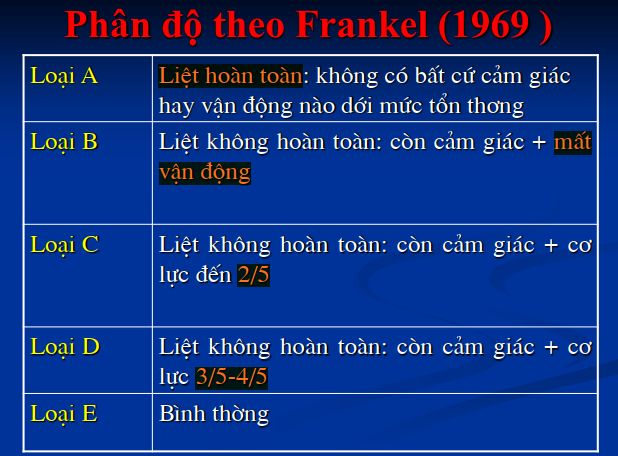 Phân độ theo Frankel (1969 )
Loại A
Liệt hoàn toàn: không có bất cứ cảm giác
hay vận động nào dới mức tổn thơng
Loại B
Liệt không hoàn toàn: còn cảm giác + mất
vận động
Loại C
Liệt không hoàn toàn: còn cảm giác + cơ
lực đến 2/5
Loại D
Liệt không hoàn toàn: còn cảm giác + cơ
lực 3/5-4/5
Loại E
Bình thờng